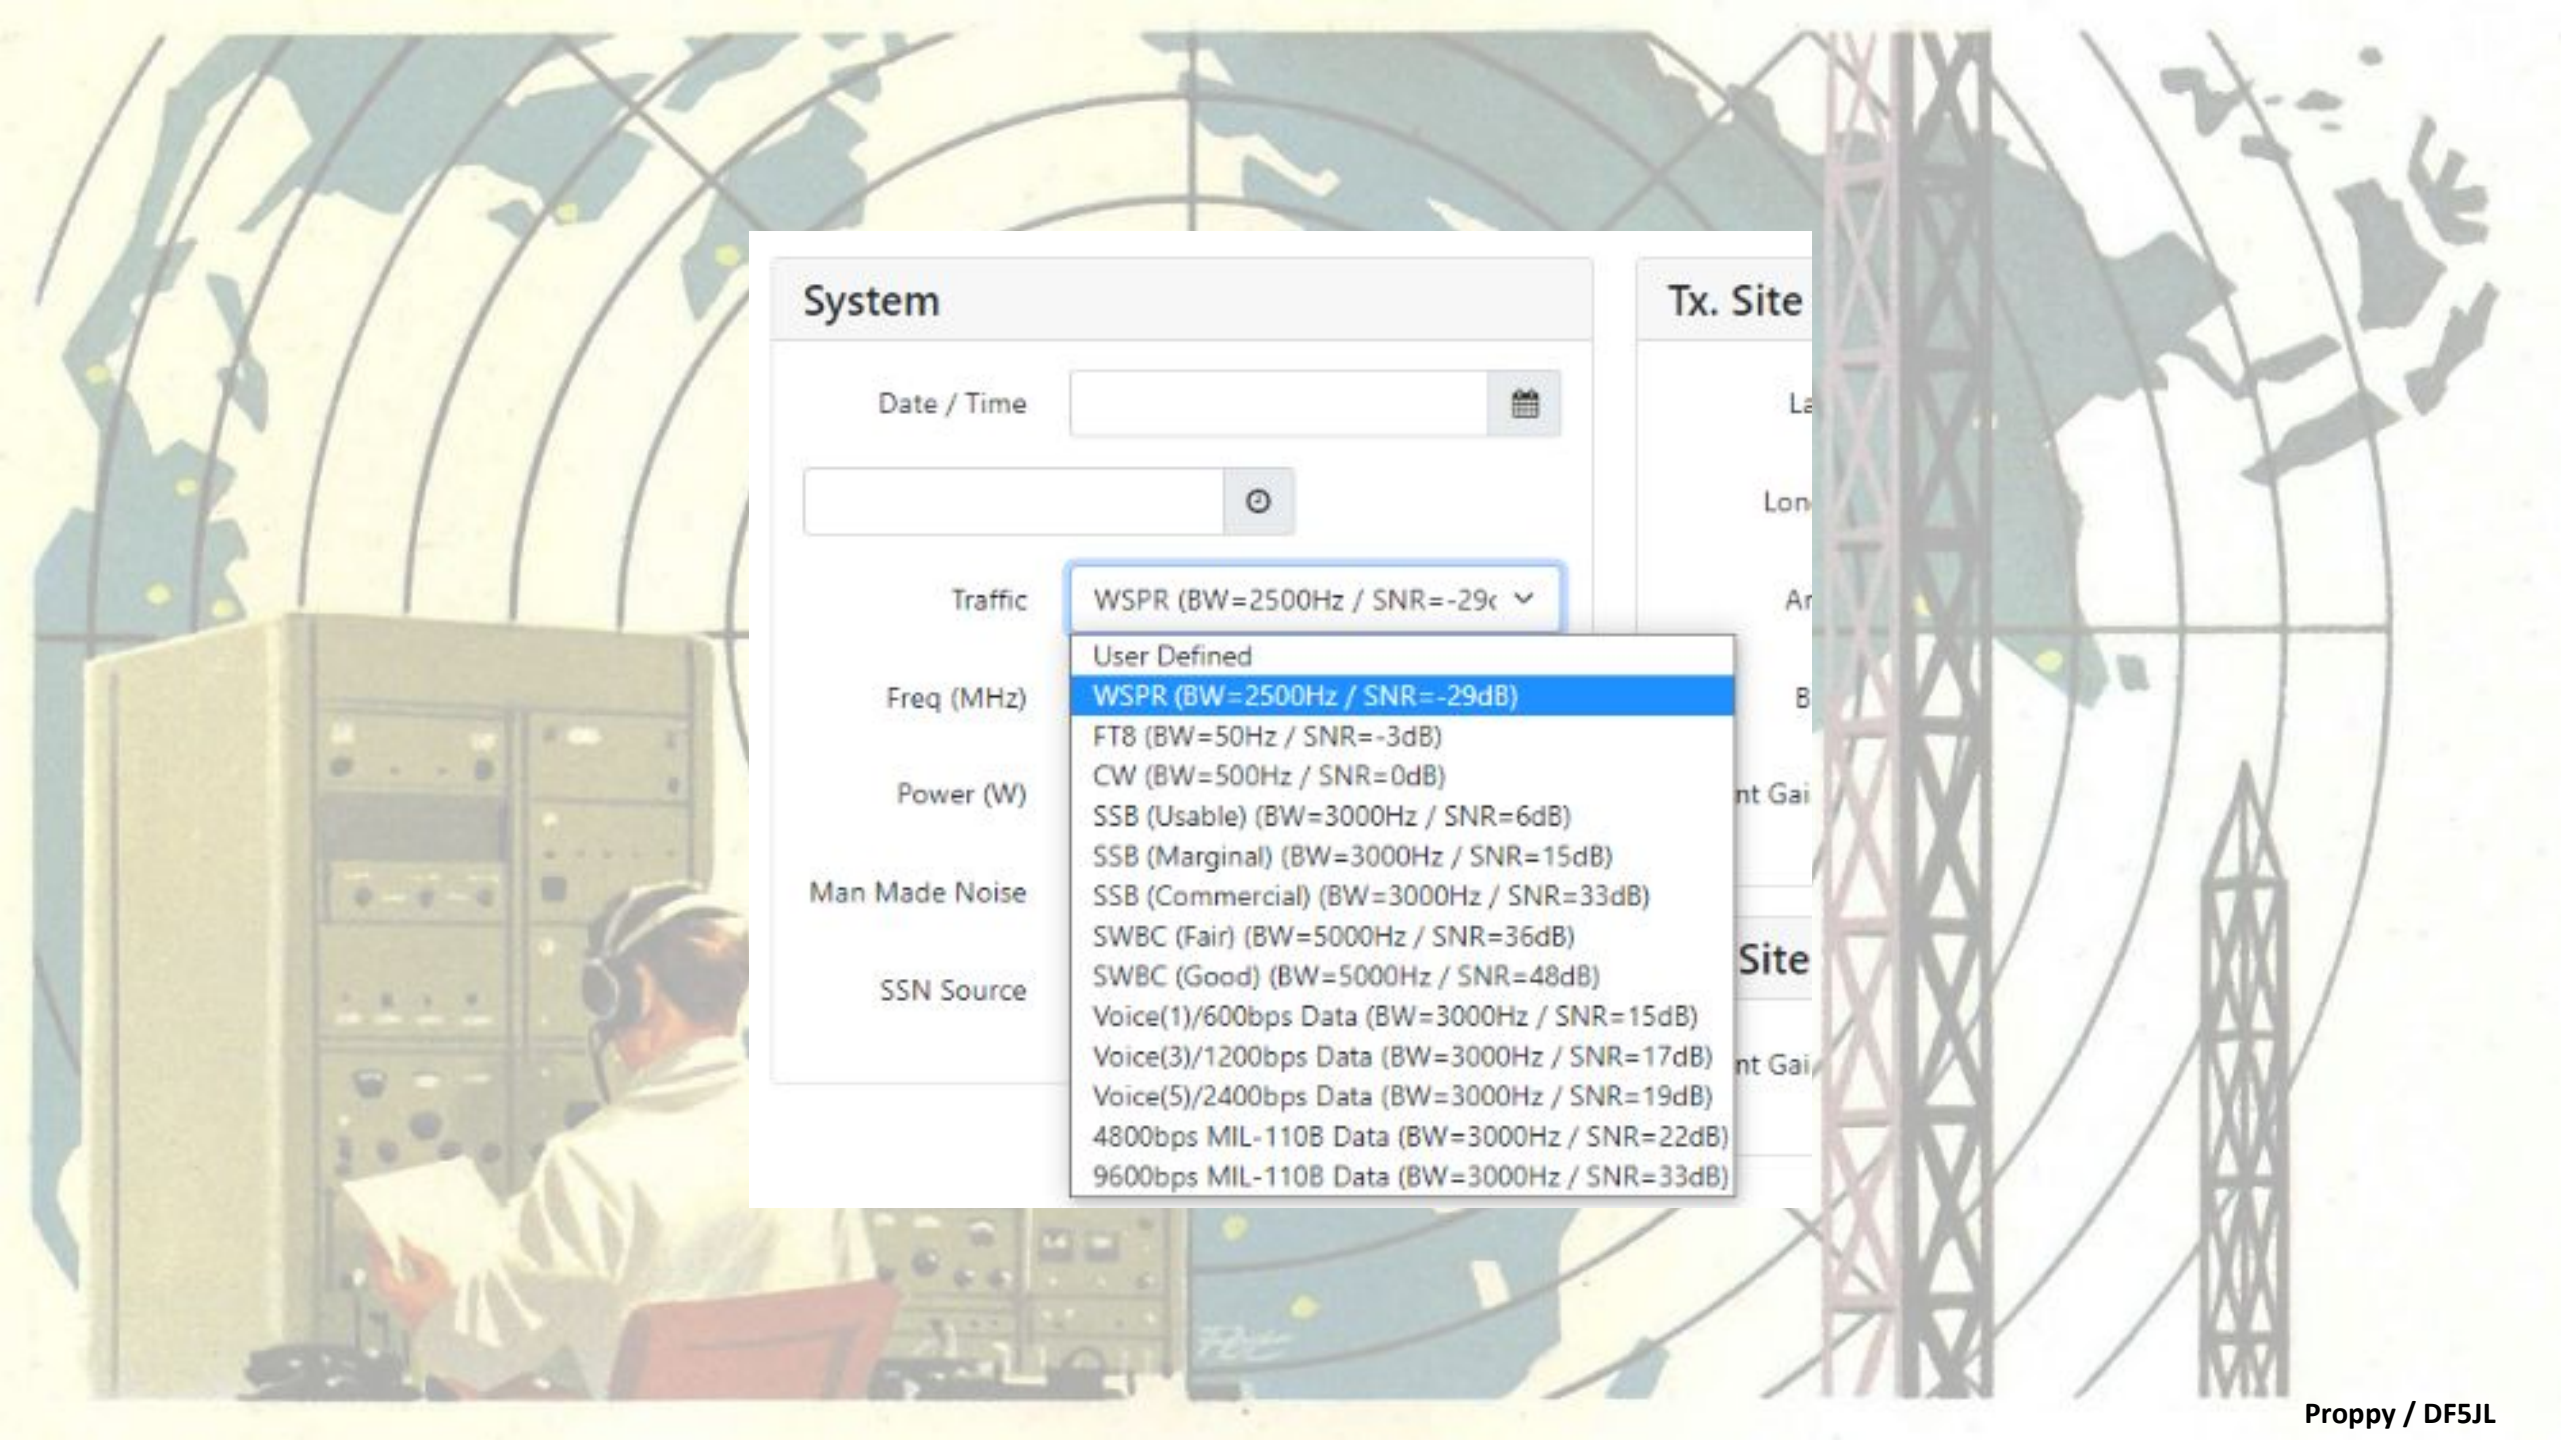 System
Tx. Site
Date / Time
Traffic
WSPR (BW=2500Hz / SNR=-29
User Defined
WSPR (BW=2500Hz / SNR=-29dB)
Freq (MHz)
FT8 (BW=50Hz / SNR=-3dB)
CW (BW=500Hz / SNR=0dB)
Power (W)
SSB (Usable) (BW=3000Hz / SNR=6dB)
SSB (Marginal) (BW=3000Hz / SNR=15dB)
Man Made Noise
SSB (Commercial) (BW=3000Hz / SNR=33dB)
SWBC (Fair) (BW=5000Hz / SNR=36dB)
Site
SWBC (Good) (BW=5000Hz / SNR=48dB)
SSN Source
Voice(1)/600bps Data (BW=3000Hz / SNR=15dB)
Voice(3)/1200bps Data (BW=3000Hz / SNR=17dB)
Voice(5)/2400bps Data (BW=3000Hz / SNR=19dB)
4800bps MIL-110B Data (BW=3000Hz / SNR=22dB)
9600bps MIL-110B Data (BW=3000Hz / SNR=33dB)
Proppy / DF5JL